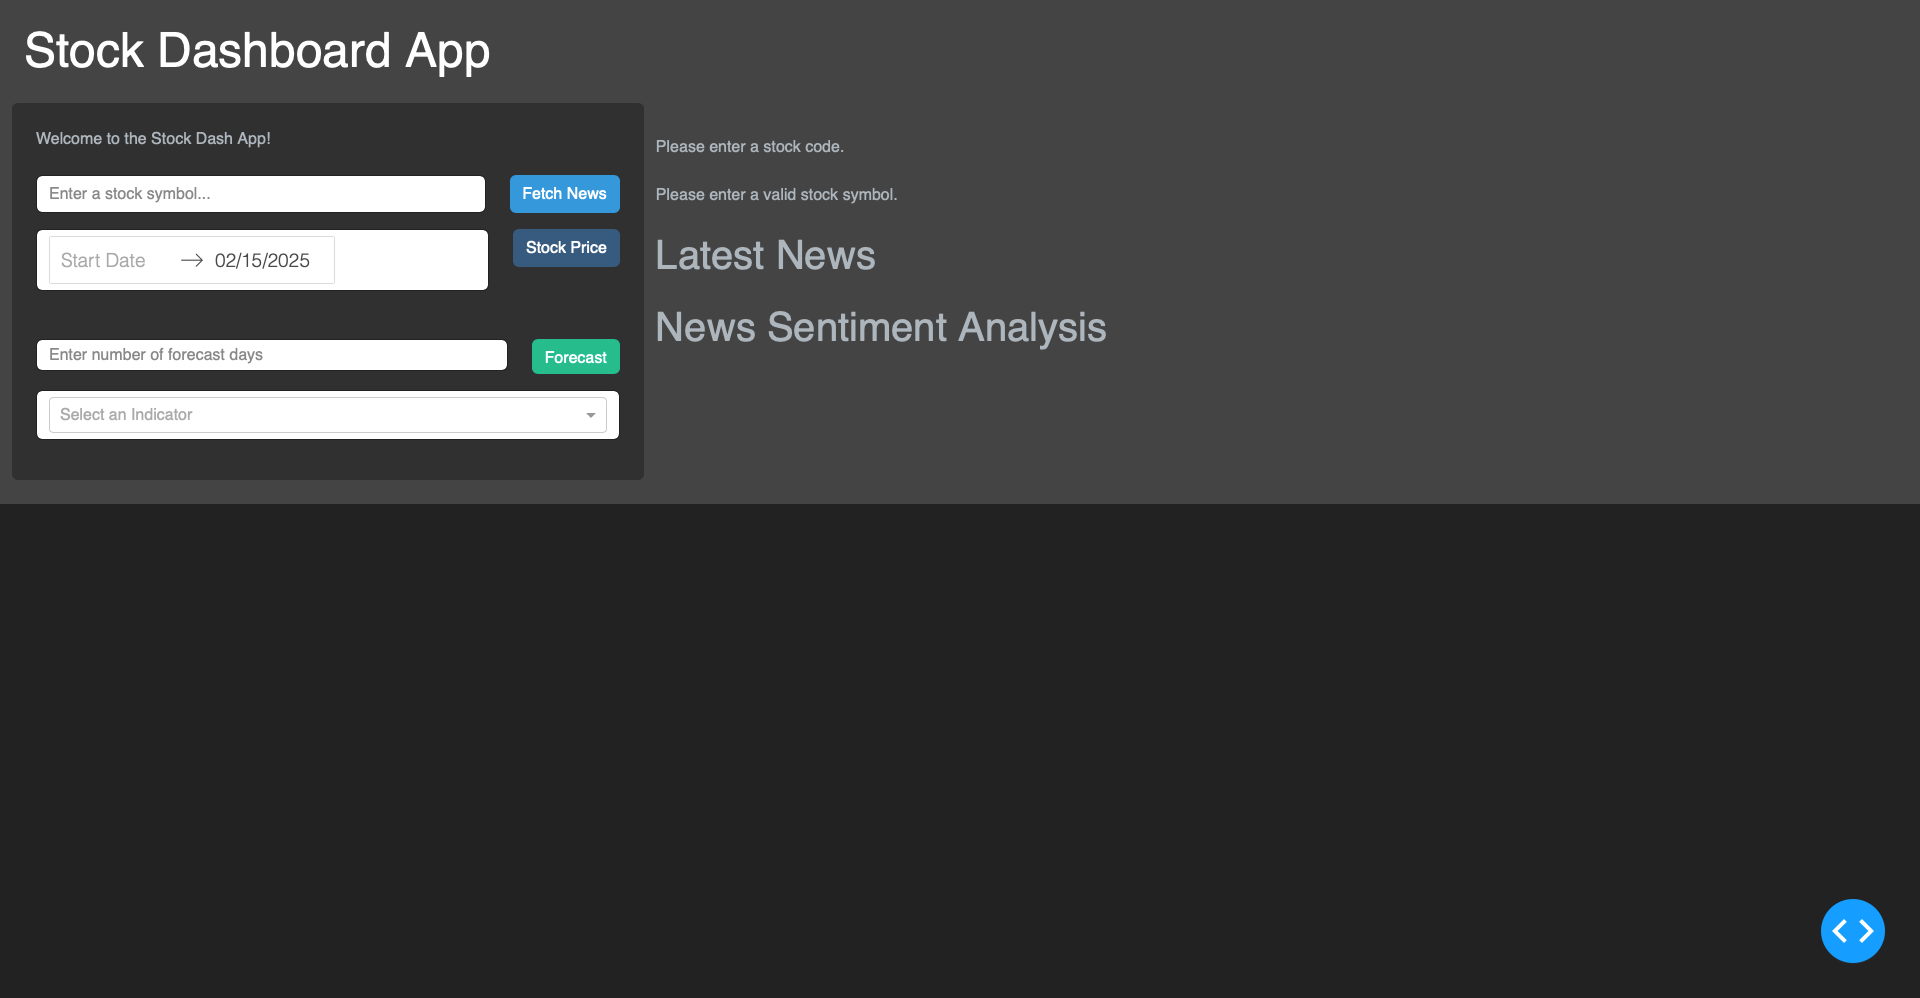 Stock Dashboard App
Welcome to the Stock Dash App!
Enter a stock symbol...
Fetch News
Start Date
02/15/2025
Stock Price
Enter number of forecast days
Forecast
Select an Indicator
Please enter a stock code.
Please enter a valid stock symbol.
Latest News
News Sentiment Analysis